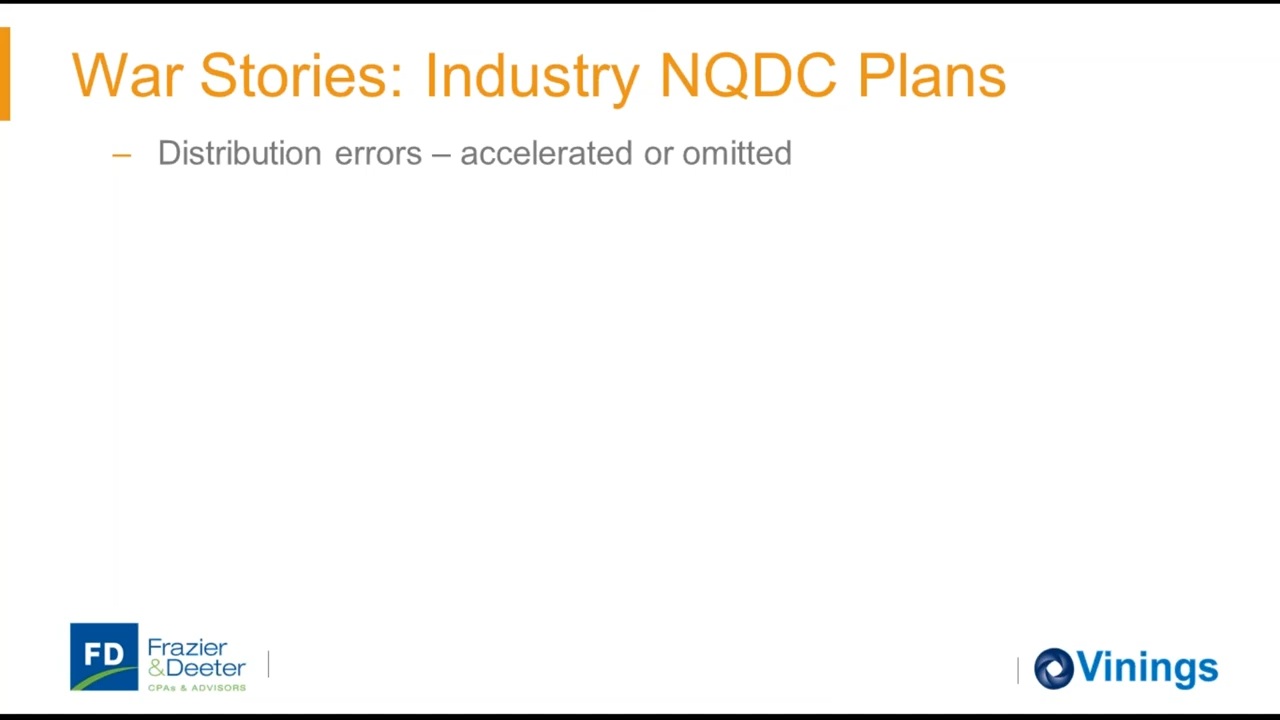 War Stories: Industry NQDC Plans
– Distribution errors – accelerated or omitted
FD
Frazier
&Deeter
CPAs & ADVISORS
Vinings